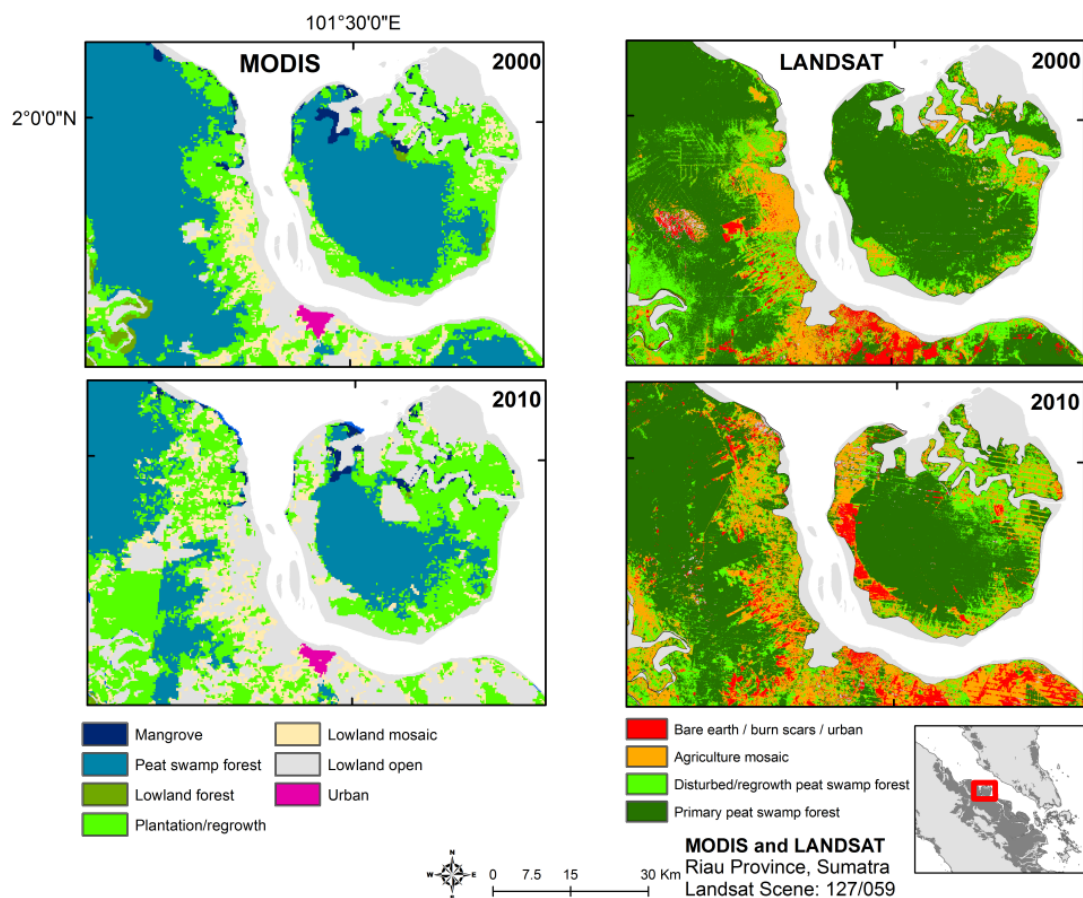 101°30'0"E
MODIS
2000
LANDSAT
2000
2°0'0"N
2010
2010
Mangrove
Peat swamp forest
Lowland forest
Plantation/regrowth
Lowland mosaic
Lowland open
Urban
Bare earth / burn scars / urban
Agriculture mosaic
Disturbed/regrowth peat swamp forest
Primary peat swamp forest
N
W
E
S
0 7.5 15 30 Km
MODIS and LANDSAT
Riau Province, Sumatra
Landsat Scene: 127/059